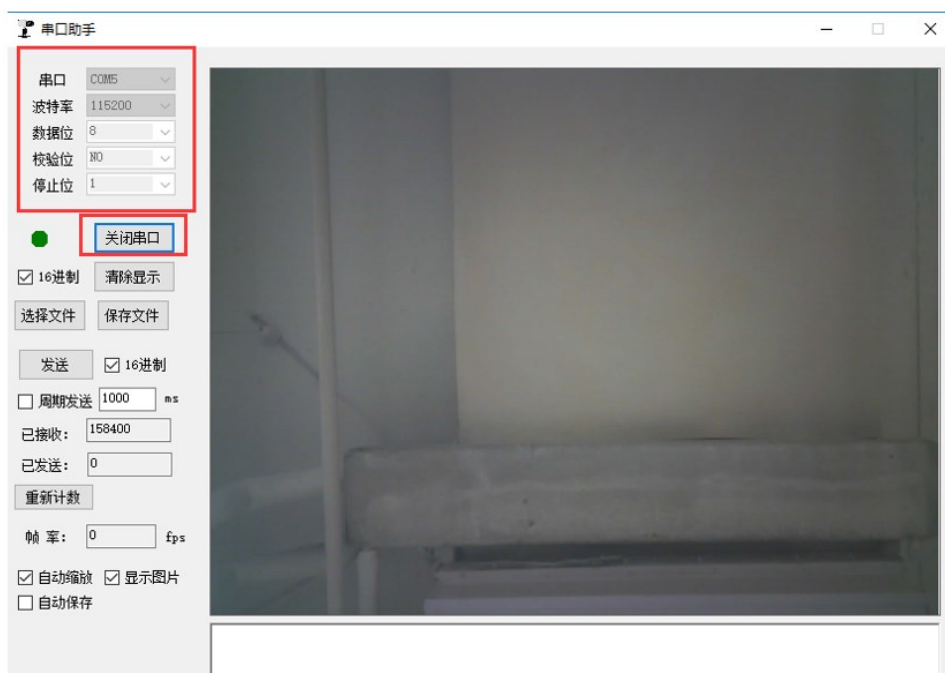 串口助手
串口 COM5
波特率 115200
数据位 8
校验位 NO
停止位 1
关闭串口
16进制 清除显示
选择文件 保存文件
发送 16进制
周期发送 1000 ms
已接收： 158400
已发送： 0
重新计数
帧 率： 0 fps
自动缩放 显示图片
自动保存